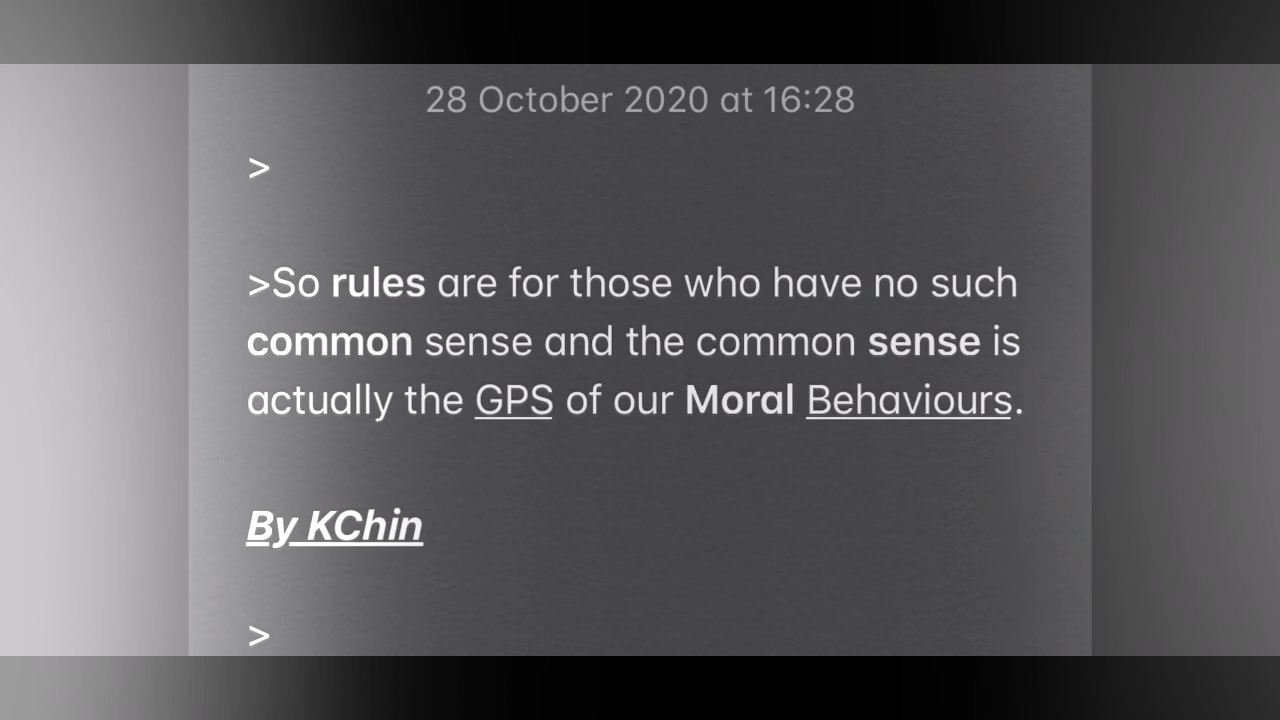 28 October 2020 at 16:28
>
>So rules are for those who have no such
common sense and the common sense is
actually the GPS of our Moral Behaviours.
By KChin
>